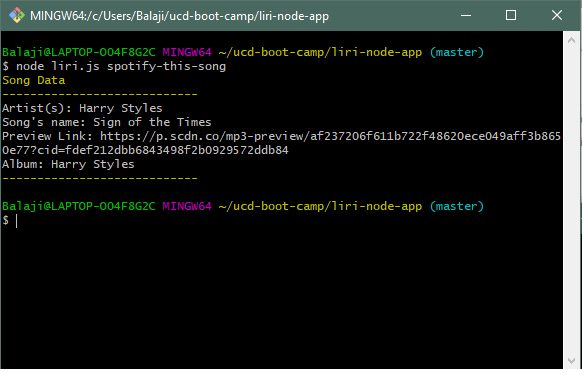 MINGW64:/c/Users/Balaji/ucd-boot-camp/liri-node-app
Balaji@LAPTOP-OO4F8G2C MINGW64 ~/ucd-boot-camp/liri-node-app (master)
$ node liri.js spotify-this-song
Song Data
----------------------------
Artist(s): Harry Styles
Song's name: Sign of the Times
Preview Link: https://p.scdn.co/mp3-preview/af237206f611b722f48620ece049aff3b865
0e77?cid=fdef212dbb6843498f2b0929572ddb84
Album: Harry Styles
----------------------------
Balaji@LAPTOP-OO4F8G2C MINGW64 ~/ucd-boot-camp/liri-node-app (master)
$